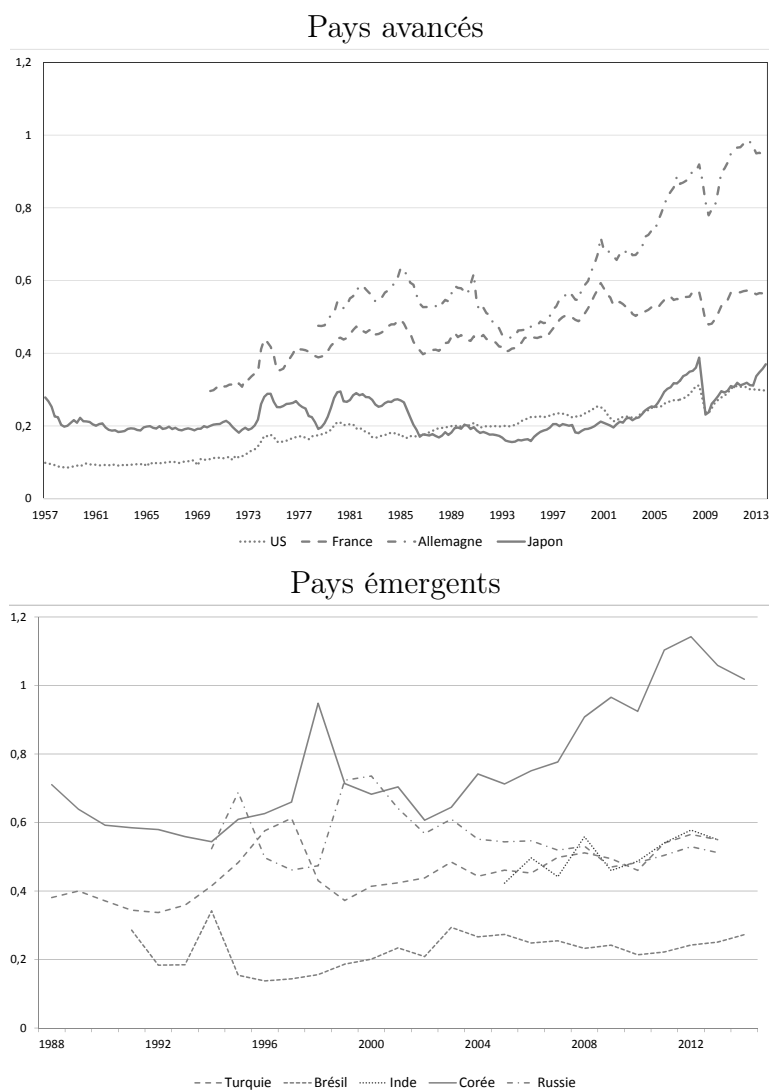 Pays avancés
1,2
1
0,8
0,6
0,4
0,2
0
1957 1961 1965 1969 1973 1977 1981 1985 1989 1993 1997 2001 2005 2009 2013
US France Allemagne Japon
Pays émergents
1,2
1
0,8
0,6
0,4
0,2
0
1988 1992 1996 2000 2004 2008 2012
Turquie Brésil Inde Corée Russie